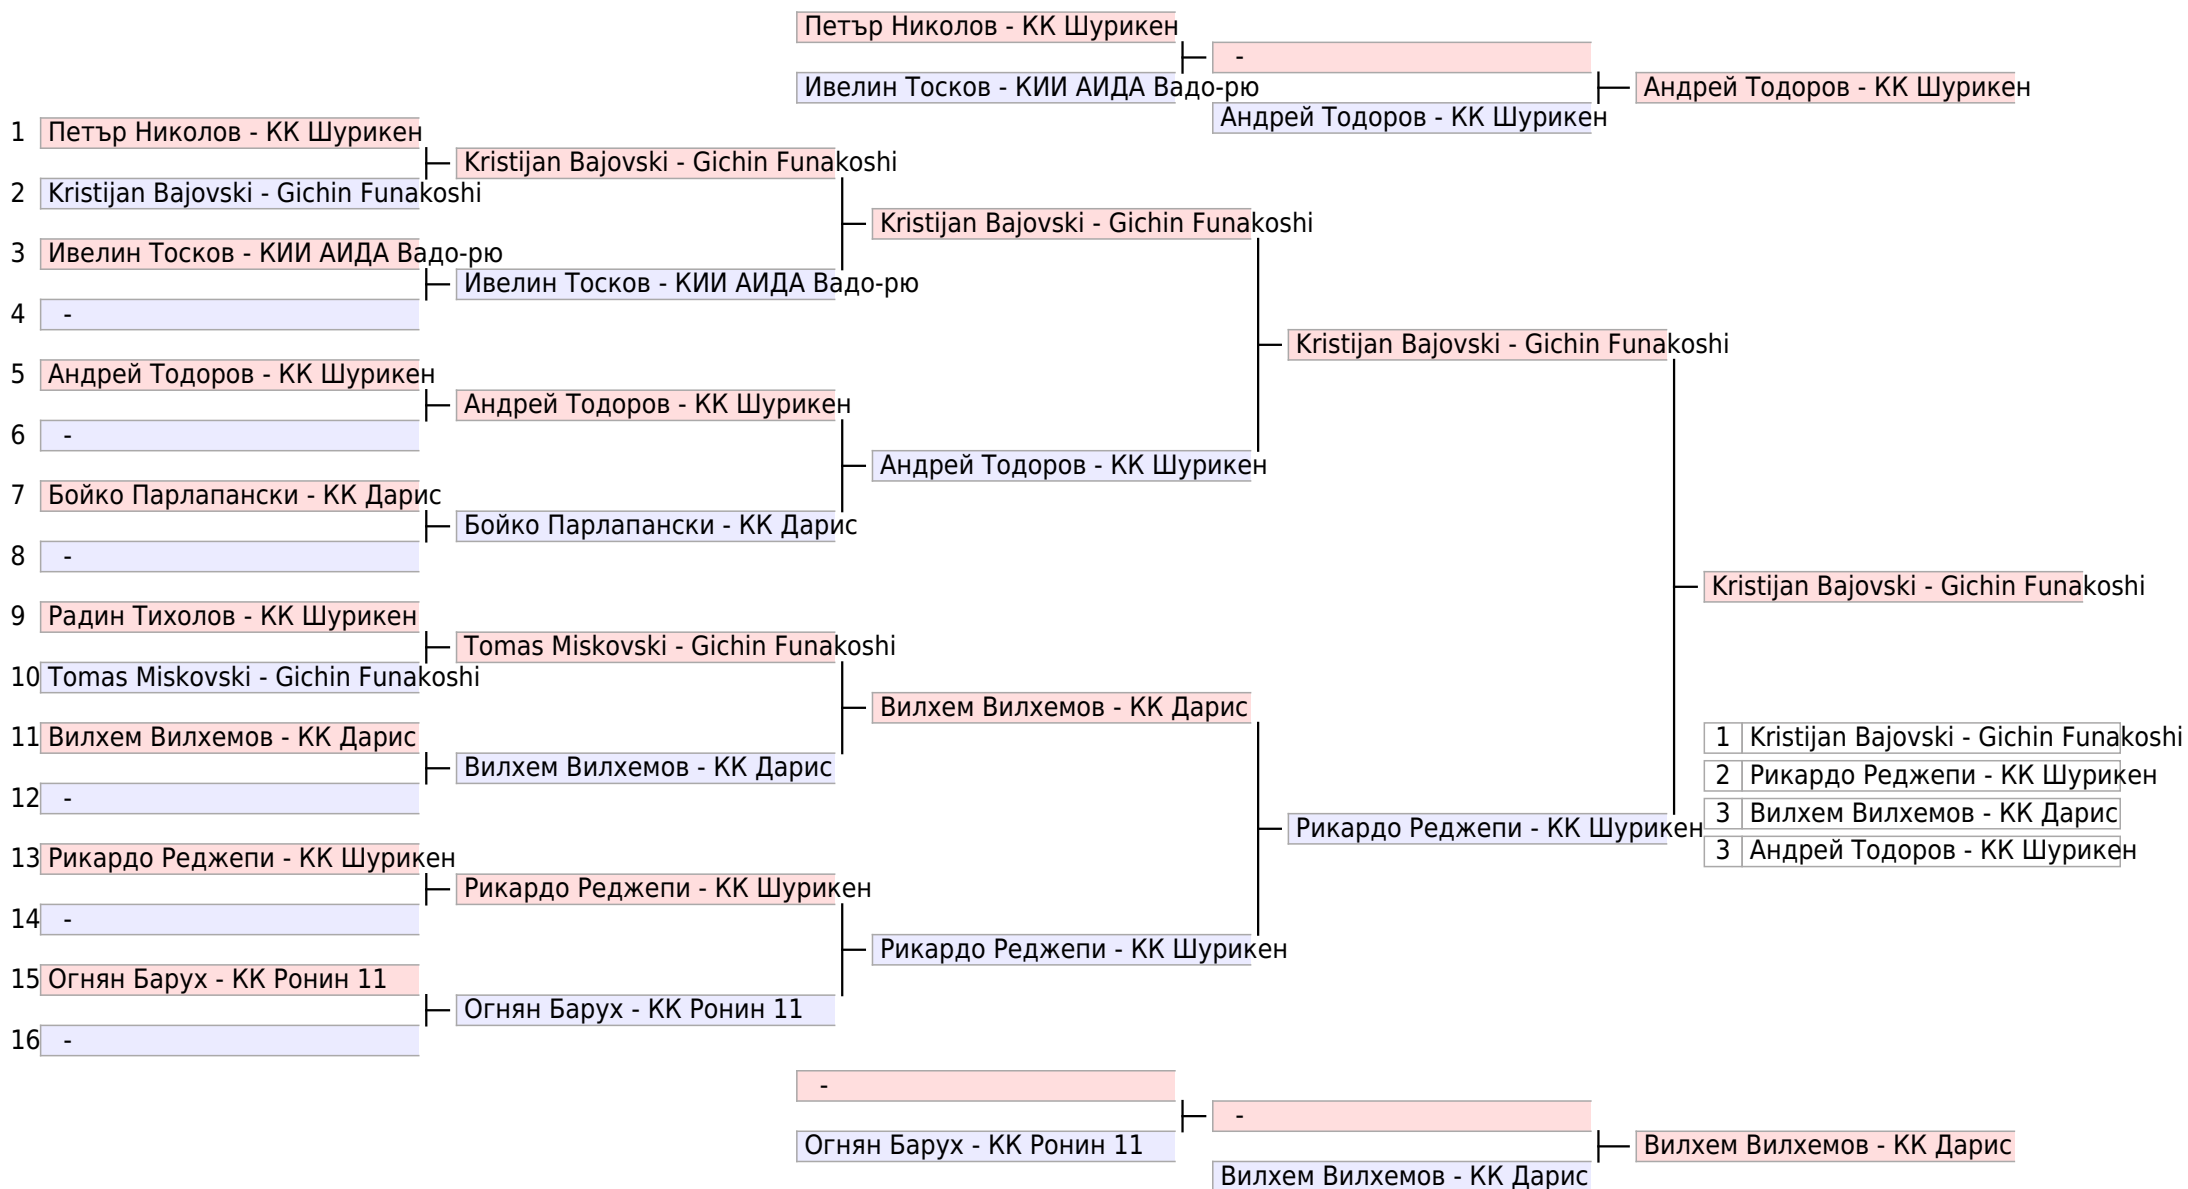 Петър Николов - КК Шурикен
-
Ивелин Тосков - КИИ АИДА Вадо-рю
Андрей Тодоров - КК Шурикен
Андрей Тодоров - КК Шурикен
1 Петър Николов - КК Шурикен
Kristijan Bajovski - Gichin Funakoshi
2 Kristijan Bajovski - Gichin Funakoshi
Kristijan Bajovski - Gichin Funakoshi
3 Ивелин Тосков - КИИ АИДА Вадо-рю
Ивелин Тосков - КИИ АИДА Вадо-рю
4 -
Kristijan Bajovski - Gichin Funakoshi
5 Андрей Тодоров - КК Шурикен
Андрей Тодоров - КК Шурикен
6 -
Андрей Тодоров - КК Шурикен
7 Бойко Парлапански - КК Дарис
Бойко Парлапански - КК Дарис
8 -
Kristijan Bajovski - Gichin Funakoshi
9 Радин Тихолов - КК Шурикен
Tomas Miskovski - Gichin Funakoshi
10 Tomas Miskovski - Gichin Funakoshi
Вилхем Вилхемов - КК Дарис
11 Вилхем Вилхемов - КК Дарис
1 Kristijan Bajovski - Gichin Funakoshi
Вилхем Вилхемов - КК Дарис
2 Рикардо Реджепи - КК Шурикен
12 -
3 Вилхем Вилхемов - КК Дарис
Рикардо Реджепи - КК Шурикен
3 Андрей Тодоров - КК Шурикен
13 Рикардо Реджепи - КК Шурикен
Рикардо Реджепи - КК Шурикен
14 -
Рикардо Реджепи - КК Шурикен
15 Огнян Барух - КК Ронин 11
Огнян Барух - КК Ронин 11
16 -
-
-
Огнян Барух - КК Ронин 11
Вилхем Вилхемов - КК Дарис
Вилхем Вилхемов - КК Дарис